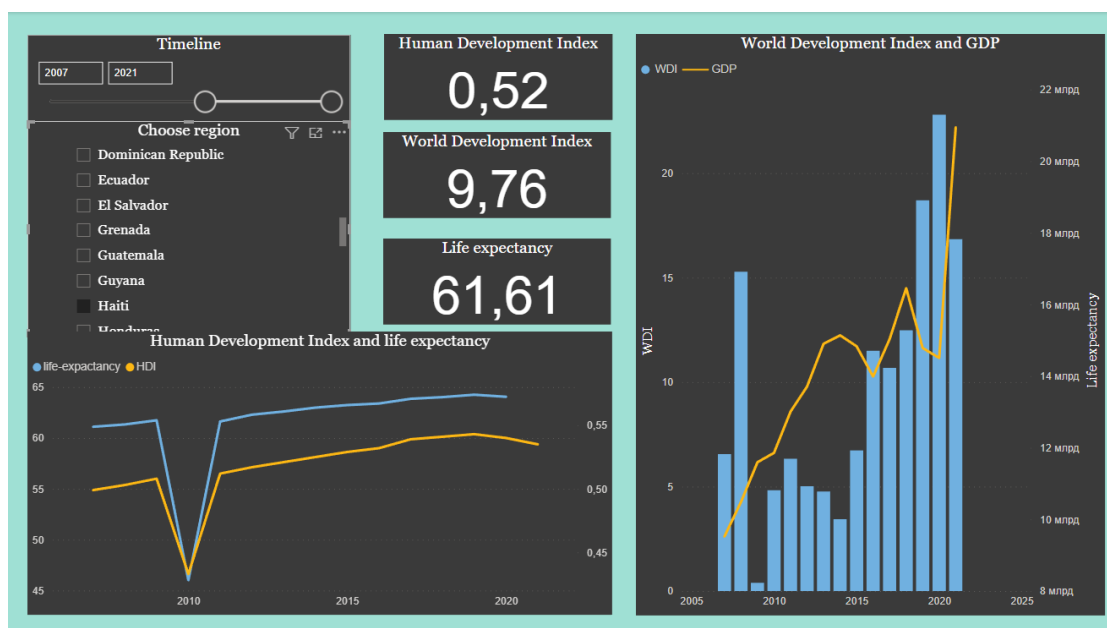 Timeline
2007 2021
Choose region
Dominican Republic
Ecuador
El Salvador
Grenada
Guatemala
Guyana
Haiti
Honduras
Human Development Index
0,52
World Development Index
9,76
Life expectancy
61,61
Human Development Index and life expectancy
life-expactancy HDI
65
60
55
50
45
0,55
0,50
0,45
2010 2015 2020
World Development Index and GDP
WDI GDP
WDI
20
15
10
5
0
22 млрд
20 млрд
18 млрд
16 млрд
14 млрд
12 млрд
10 млрд
8 млрд
Life expectancy
2005 2010 2015 2020 2025